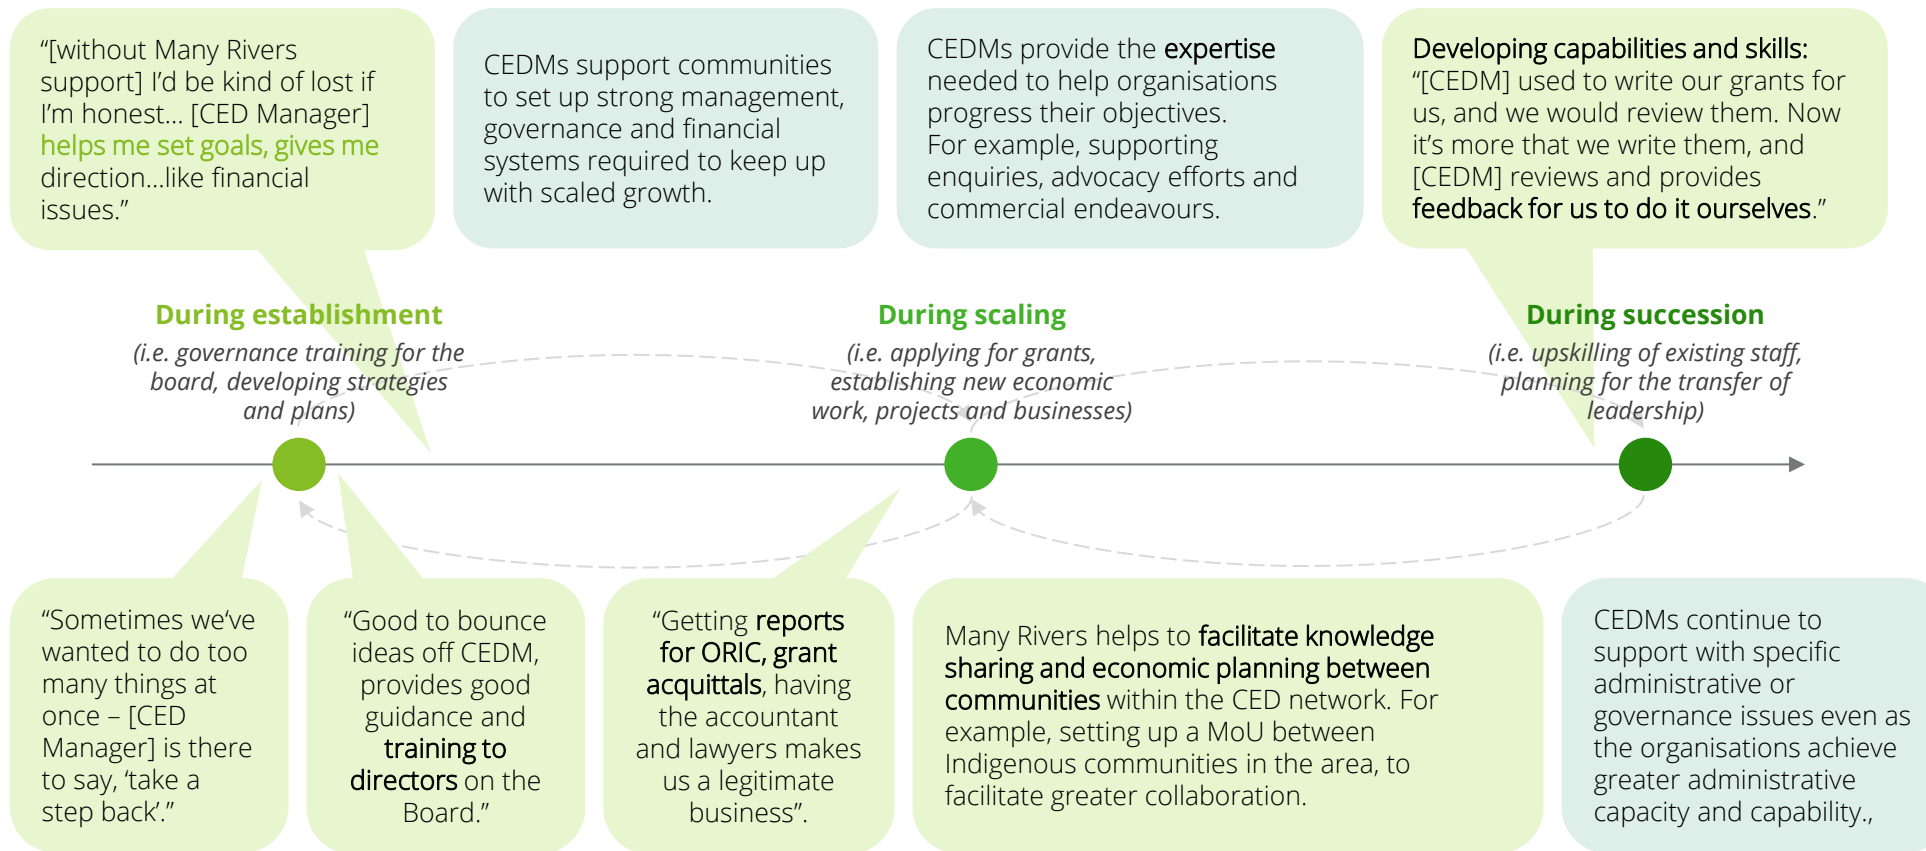 “[without Many Rivers
support] I’d be kind of lost if
I’m honest... [CED Manager]
helps me set goals, gives me
direction...like financial
issues.”
CEDMs support communities
to set up strong management,
governance and financial
systems required to keep up
with scaled growth.
CEDMs provide the expertise
needed to help organisations
progress their objectives.
For example, supporting
enquiries, advocacy efforts and
commercial endeavours.
Developing capabilities and skills:
“[CEDM] used to write our grants for
us, and we would review them. Now
it’s more that we write them, and
[CEDM] reviews and provides
feedback for us to do it ourselves.”
During establishment
(i.e. governance training for the
board, developing strategies
and plans)
During scaling
(i.e. applying for grants,
establishing new economic
work, projects and businesses)
During succession
(i.e. upskilling of existing staff,
planning for the transfer of
leadership)
“Sometimes we‘ve
wanted to do too
many things at
once – [CED
Manager] is there
to say, ‘take a
step back’.”
“Good to bounce
ideas off CEDM,
provides good
guidance and
training to
directors on the
Board.”
“Getting reports
for ORIC, grant
acquittals, having
the accountant
and lawyers makes
us a legitimate
business”.
Many Rivers helps to facilitate knowledge
sharing and economic planning between
communities within the CED network. For
example, setting up a MoU between
Indigenous communities in the area, to
facilitate greater collaboration.
CEDMs continue to
support with specific
administrative or
governance issues even as
the organisations achieve
greater administrative
capacity and capability.,